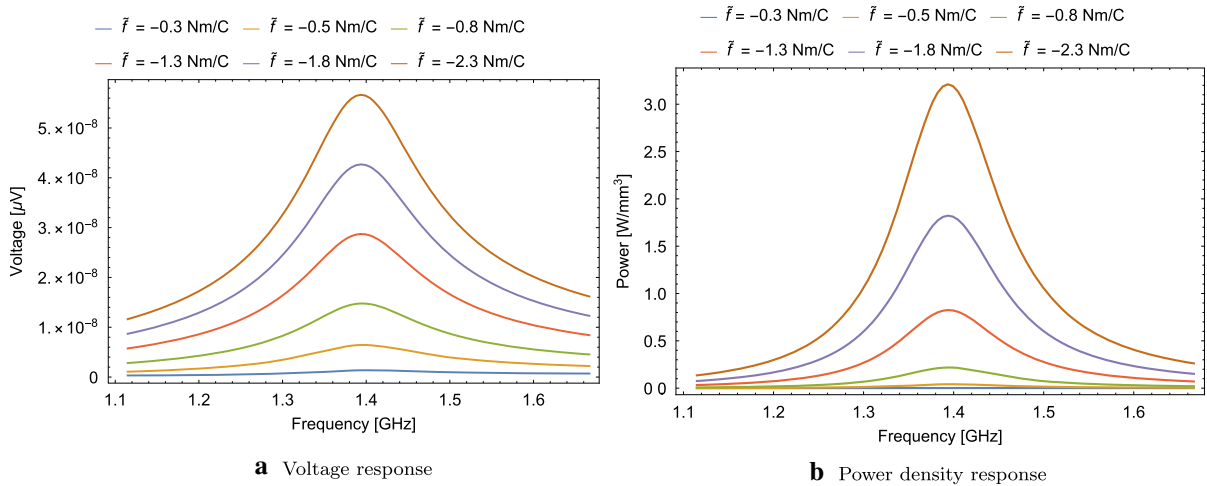 f̃ = −0.3 Nm/C f̃ = −0.5 Nm/C f̃ = −0.8 Nm/C
f̃ = −1.3 Nm/C f̃ = −1.8 Nm/C f̃ = −2.3 Nm/C
Voltage [μV]
5.×10⁻⁸
4.×10⁻⁸
3.×10⁻⁸
2.×10⁻⁸
1.×10⁻⁸
0
1.1 1.2 1.3 1.4 1.5 1.6
Frequency [GHz]
a Voltage response
f̃ = −0.3 Nm/C f̃ = −0.5 Nm/C f̃ = −0.8 Nm/C
f̃ = −1.3 Nm/C f̃ = −1.8 Nm/C f̃ = −2.3 Nm/C
Power [W/mm³]
3.0
2.5
2.0
1.5
1.0
0.5
0 0
1.1 1.2 1.3 1.4 1.5 1.6
Frequency [GHz]
b Power density response